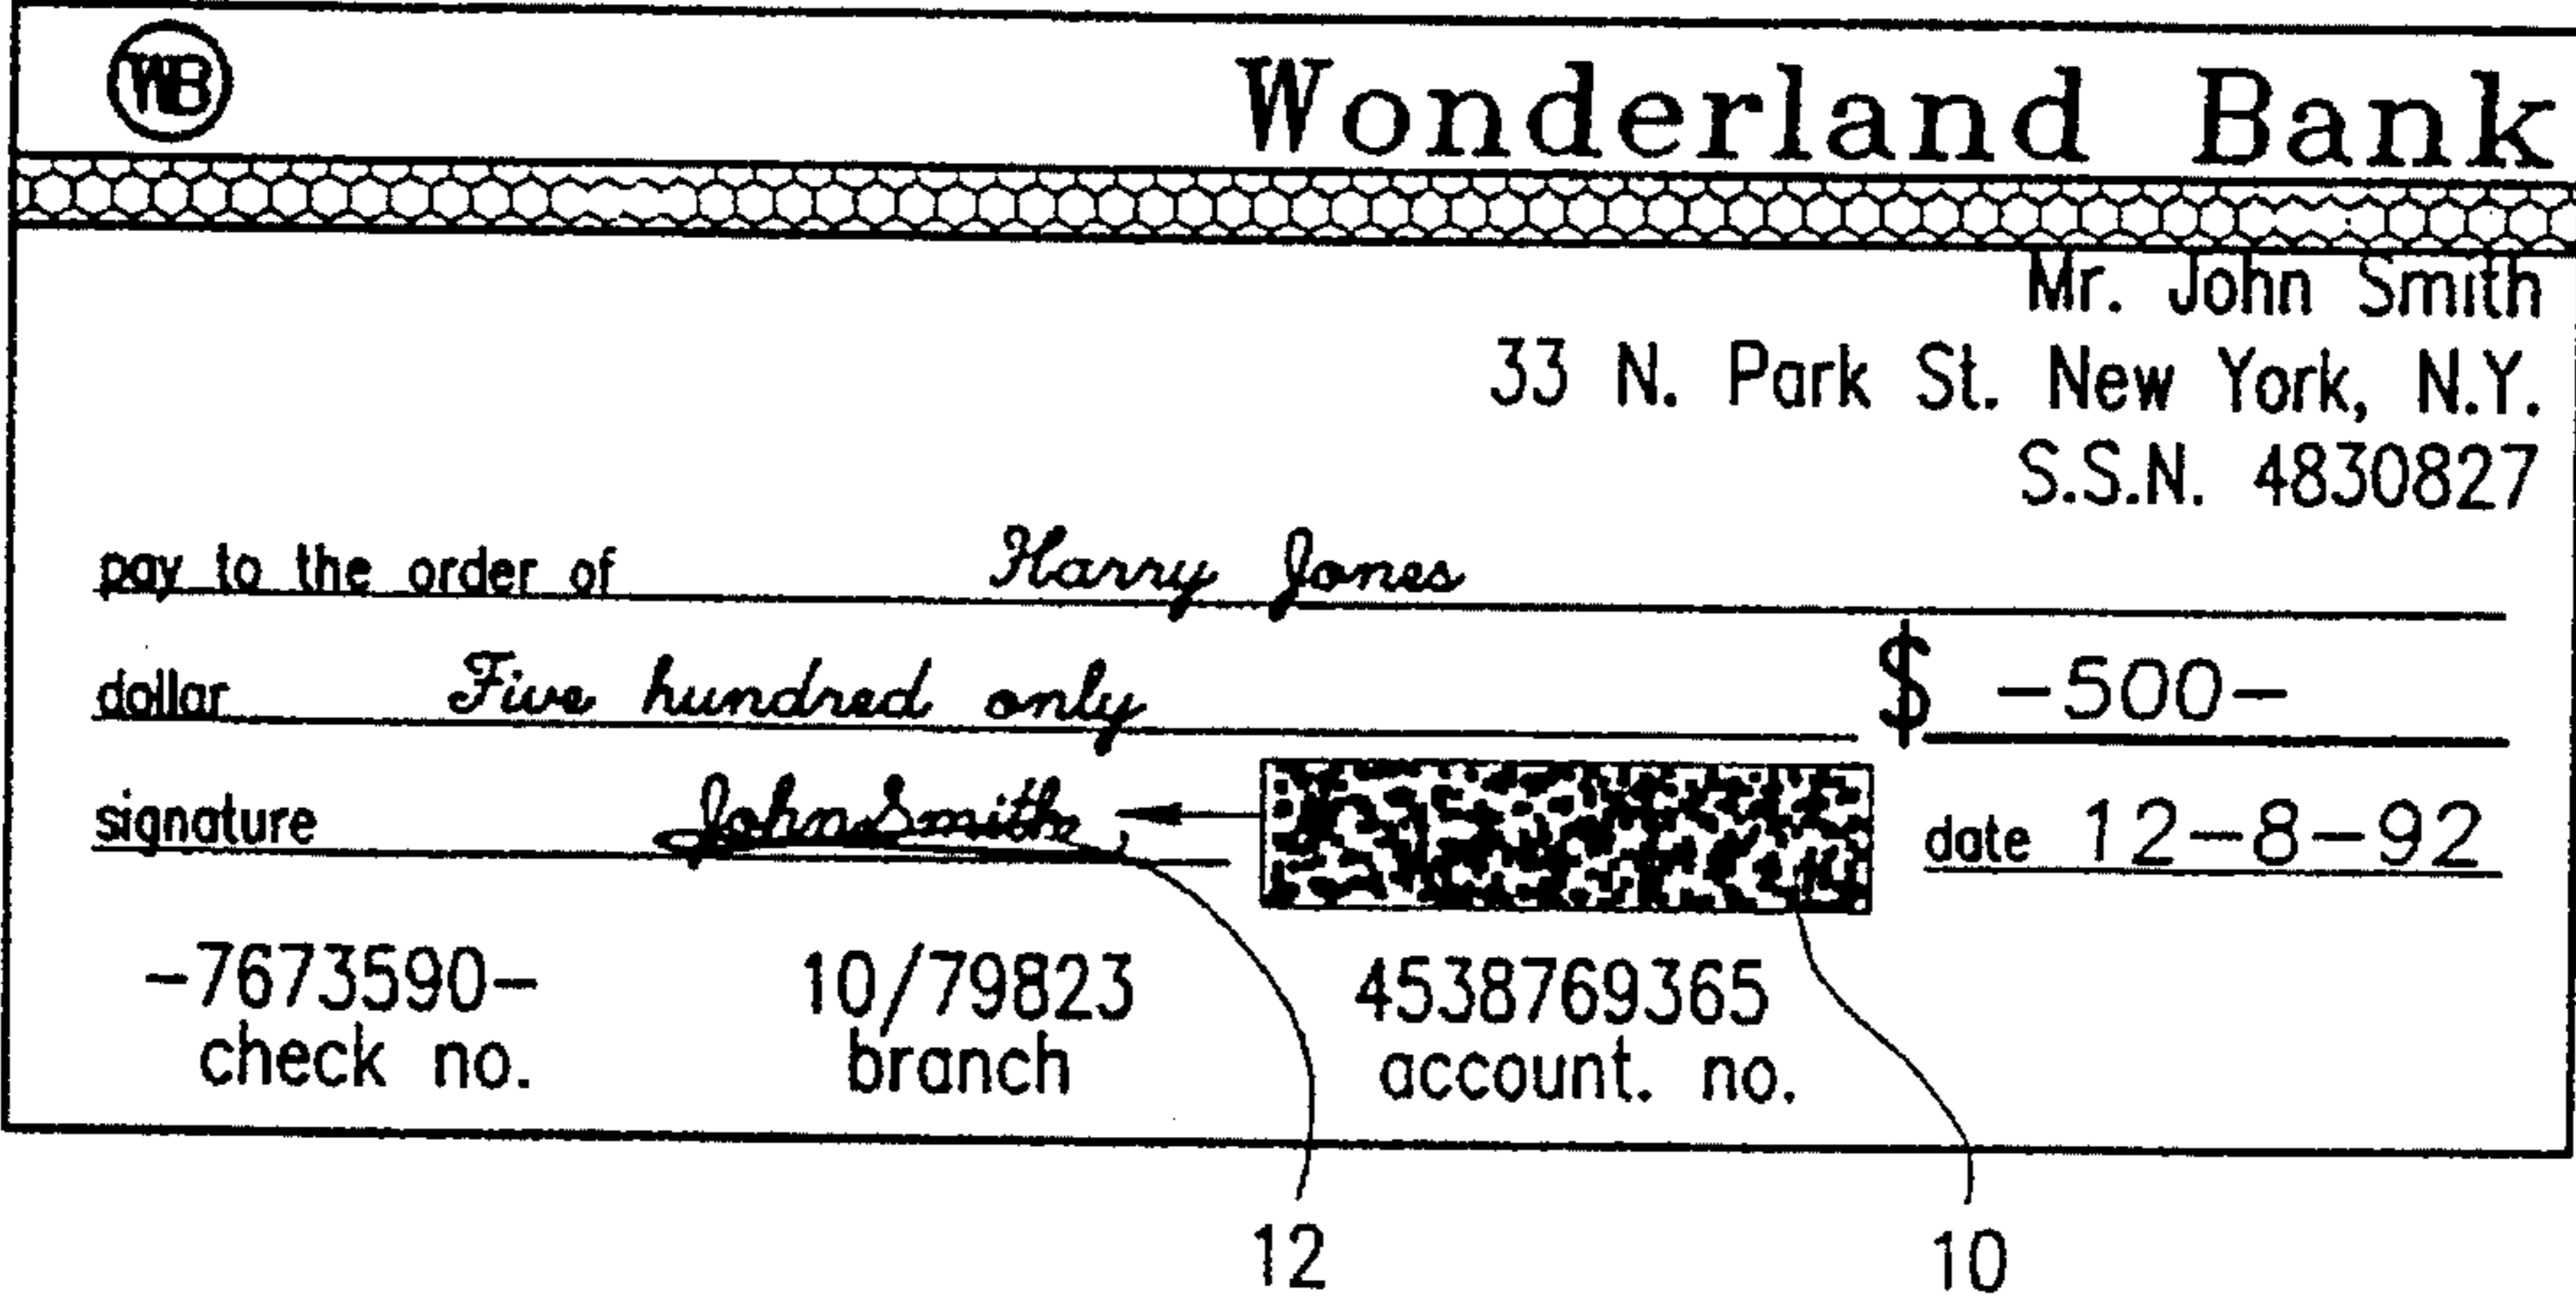 WB Wonderland Bank
Mr. John Smith
33 N. Park St. New York, N.Y.
S.S.N. 4830827
pay to the order of Harry Jones
dollar Five hundred only $ -500-
signature John Smith date 12-8-92
-7673590- 10/79823 4538769365
check no. branch account. no.
12 10